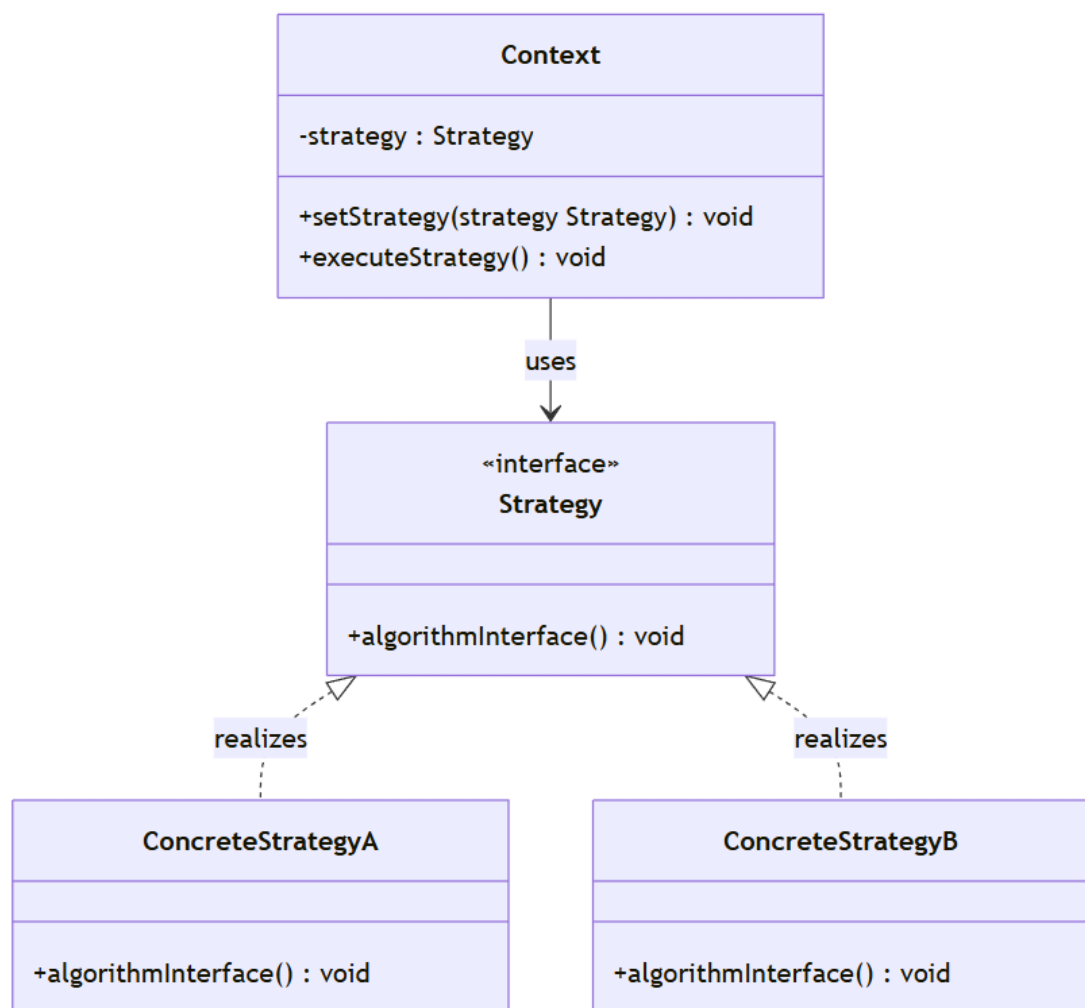 Context
-strategy : Strategy
+setStrategy(strategy Strategy) : void
+executeStrategy() : void
uses
«interface»
Strategy
+algorithmInterface() : void
realizes
realizes
ConcreteStrategyA
ConcreteStrategyB
+algorithmInterface() : void
+algorithmInterface() : void